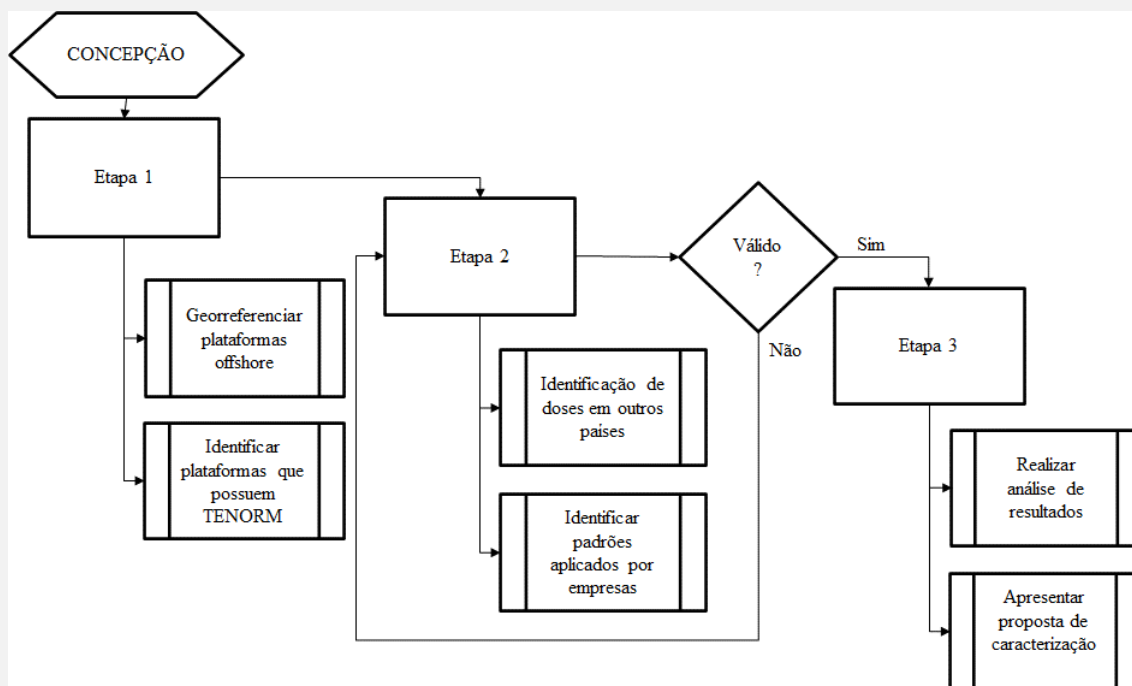 CONCEPÇÃO
Etapa 1
Georreferenciar
plataformas
offshore
Identificar
plataformas que
possuem
TENORM
Etapa 2
Identificação de
doses em outros
países
Identificar
padrões
aplicados por
empresas
Válido
?
Sim
Não
Etapa 3
Realizar
análise de
resultados
Apresentar
proposta de
caracterização